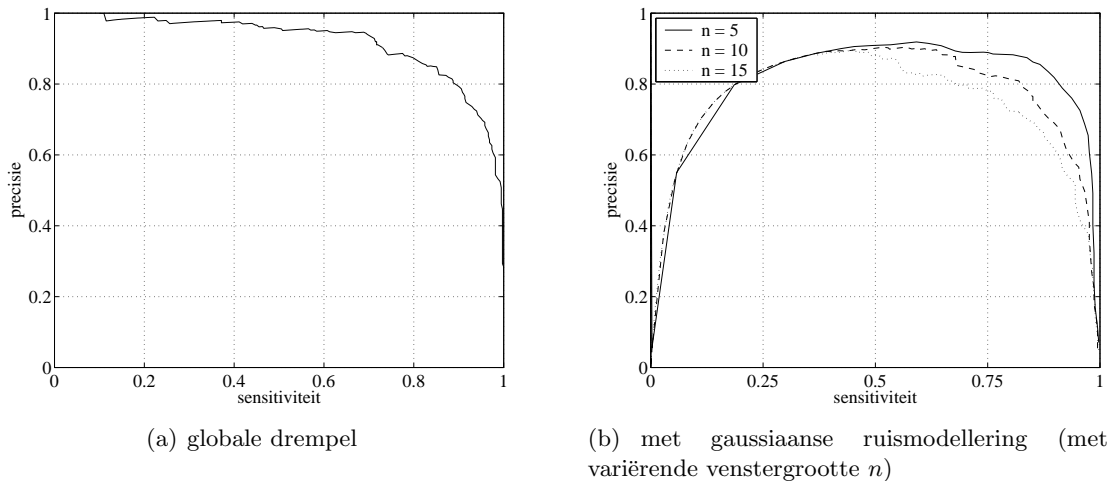 1
0.8
0.6
0.4
0.2
0
precisie
0
0.2
0.4
0.6
0.8
1
sensitiviteit
(a) globale drempel
1
0.8
0.6
0.4
0.2
0
precisie
n = 5
n = 10
n = 15
0
0.25
0.5
0.75
1
sensitiviteit
(b) met gaussiaanse ruismodellering (met
variërende venstergrootte n)